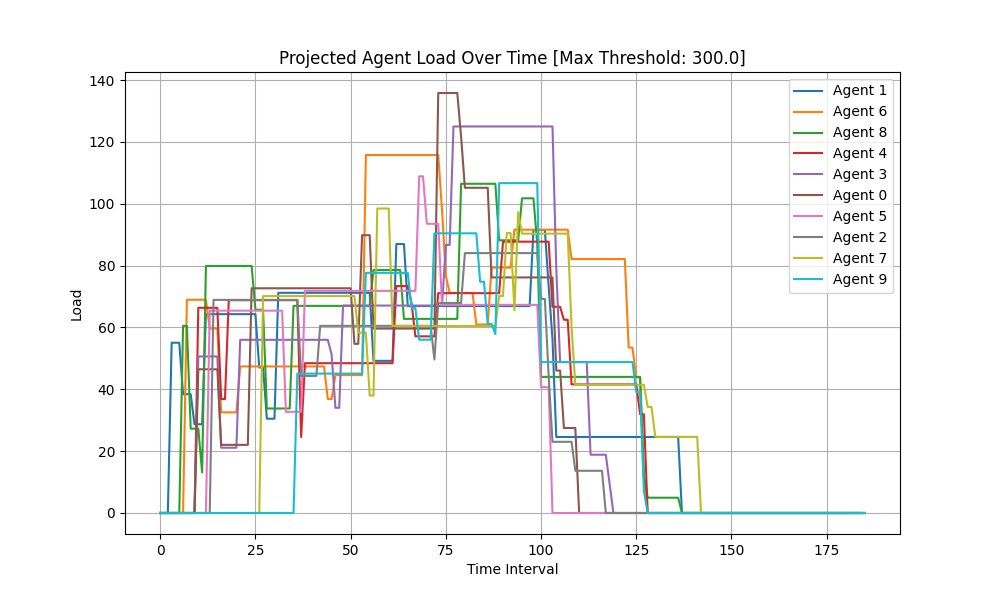 Projected Agent Load Over Time [Max Threshold: 300.0]
Load
140
120
100
80
60
40
20
0
0 25 50 75 100 125 150 175
Time Interval
Agent 1
Agent 6
Agent 8
Agent 4
Agent 3
Agent 0
Agent 5
Agent 2
Agent 7
Agent 9